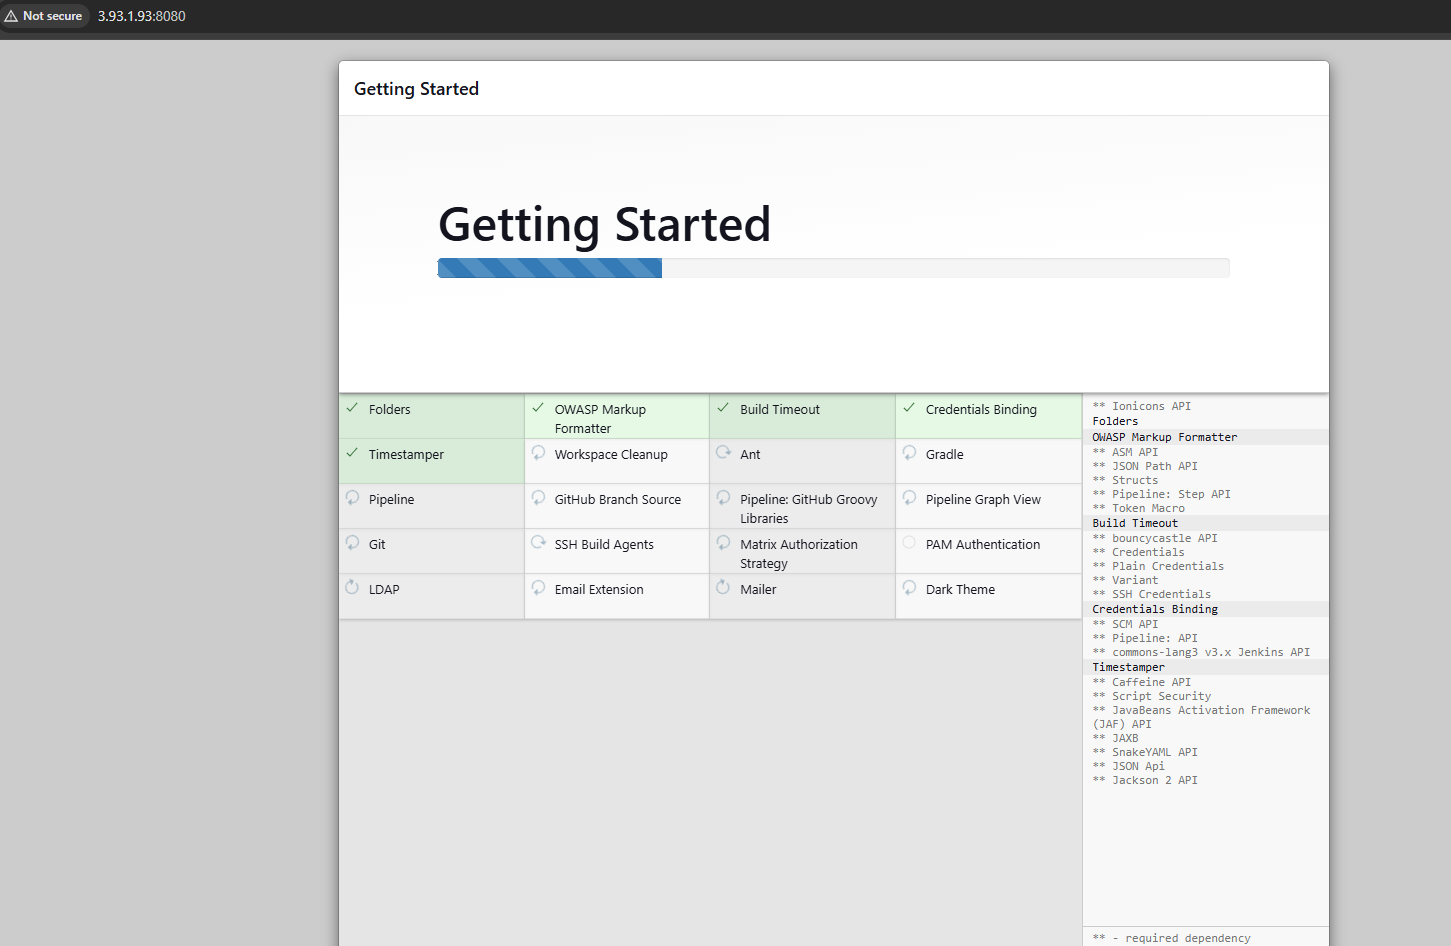 Not secure 3.93.1.93:8080
Getting Started
Getting Started
Folders
OWASP Markup
Formatter
Build Timeout
Credentials Binding
Timestamper
Workspace Cleanup
Ant
Gradle
Pipeline
GitHub Branch Source
Pipeline: GitHub Groovy
Libraries
Pipeline Graph View
Git
SSH Build Agents
Matrix Authorization
Strategy
PAM Authentication
LDAP
Email Extension
Mailer
Dark Theme
** Ionicons API
Folders
OWASP Markup Formatter
** ASM API
** JSON Path API
** Structs
** Pipeline: Step API
** Token Macro
Build Timeout
** bouncycastle API
** Credentials
** Plain Credentials
** Variant
** SSH Credentials
Credentials Binding
** SCM API
** Pipeline: API
** commons-lang3 v3.x Jenkins API
Timestamper
** Caffeine API
** Script Security
** JavaBeans Activation Framework
(JAF) API
** JAXB
** SnakeYAML API
** JSON Api
** Jackson 2 API
** - required dependency